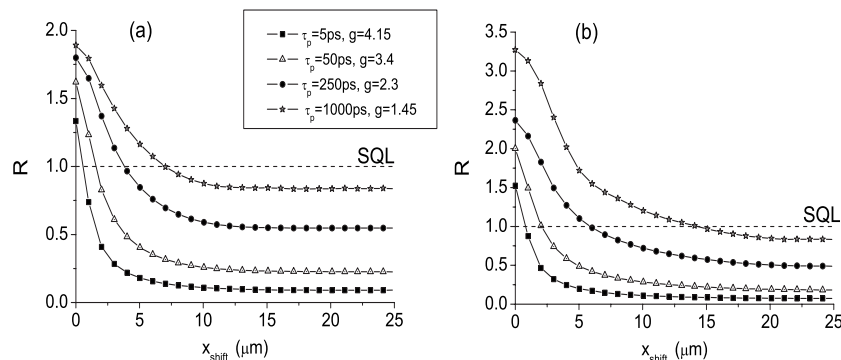 (a)
τp=5ps, g=4.15
τp=50ps, g=3.4
τp=250ps, g=2.3
τp=1000ps, g=1.45
SQL
R
2.0
1.5
1.0
0.5
0.0
0 5 10 15 20 25
xshift (μm)
(b)
SQL
R
3.5
3.0
2.5
2.0
1.5
1.0
0.5
0.0
0 5 10 15 20 25
xshift (μm)